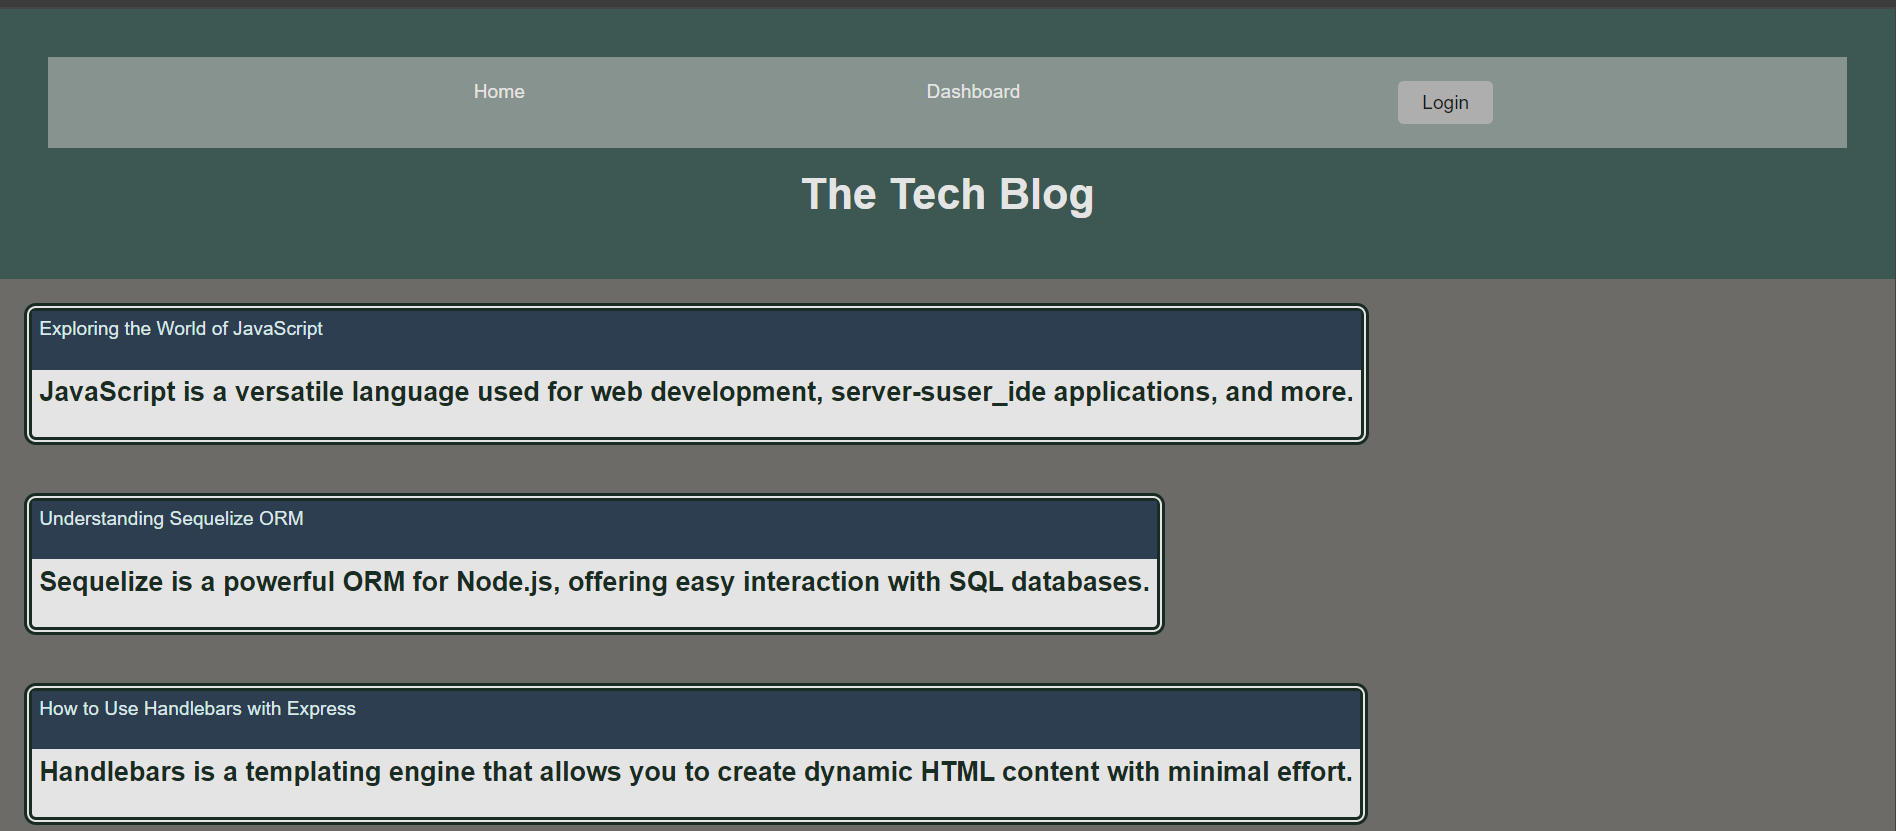 Home
Dashboard
Login
The Tech Blog
Exploring the World of JavaScript
JavaScript is a versatile language used for web development, server-suser_ide applications, and more.
Understanding Sequelize ORM
Sequelize is a powerful ORM for Node.js, offering easy interaction with SQL databases.
How to Use Handlebars with Express
Handlebars is a templating engine that allows you to create dynamic HTML content with minimal effort.